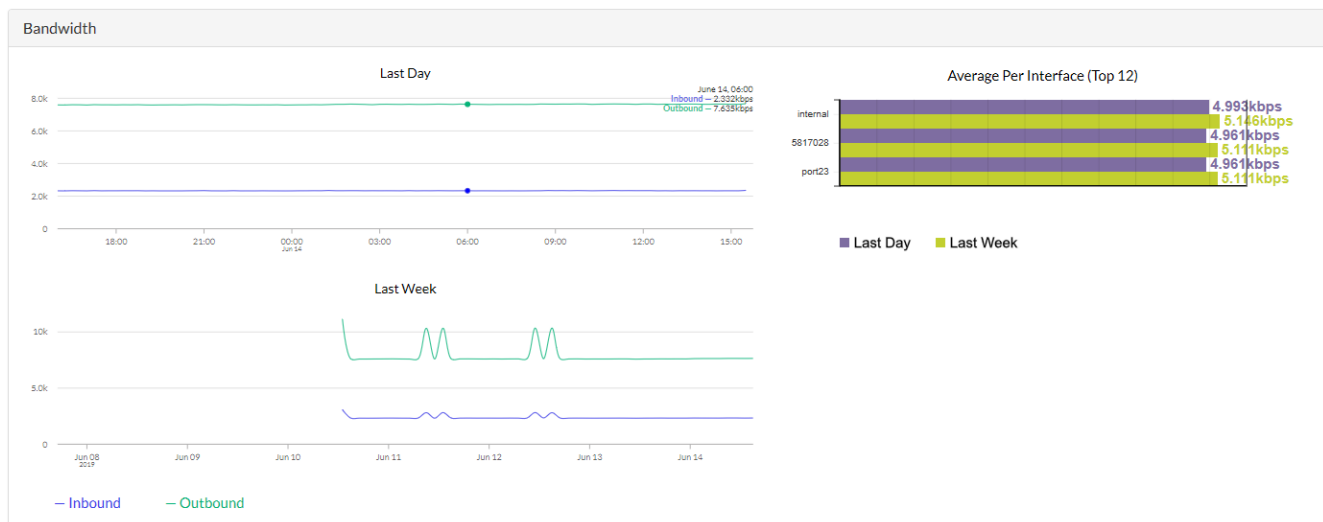 Bandwidth
Last Day
June 14, 06:00
Inbound — 2.332kbps
Outbound — 7.635kbps
8.0k
6.0k
4.0k
2.0k
0
18:00 21:00 00:00 03:00 06:00 09:00 12:00 15:00
Jun 14
Last Week
10k
5.0k
0
Jun 08 Jun 09 Jun 10 Jun 11 Jun 12 Jun 13 Jun 14
2019
— Inbound — Outbound
Average Per Interface (Top 12)
4.993kbps
internal
5.146kbps
4.961kbps
5817028
5.111kbps
4.961kbps
port23
5.111kbps
Last Day Last Week